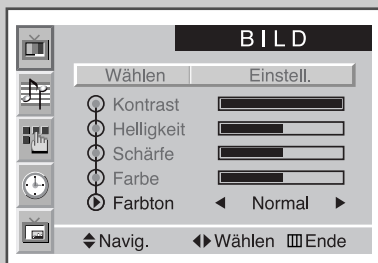 BILD
Wählen Einstell.
Kontrast
Helligkeit
Schärfe
Farbe
Farbton ◀ Normal ▶
Navig. Wählen Ende